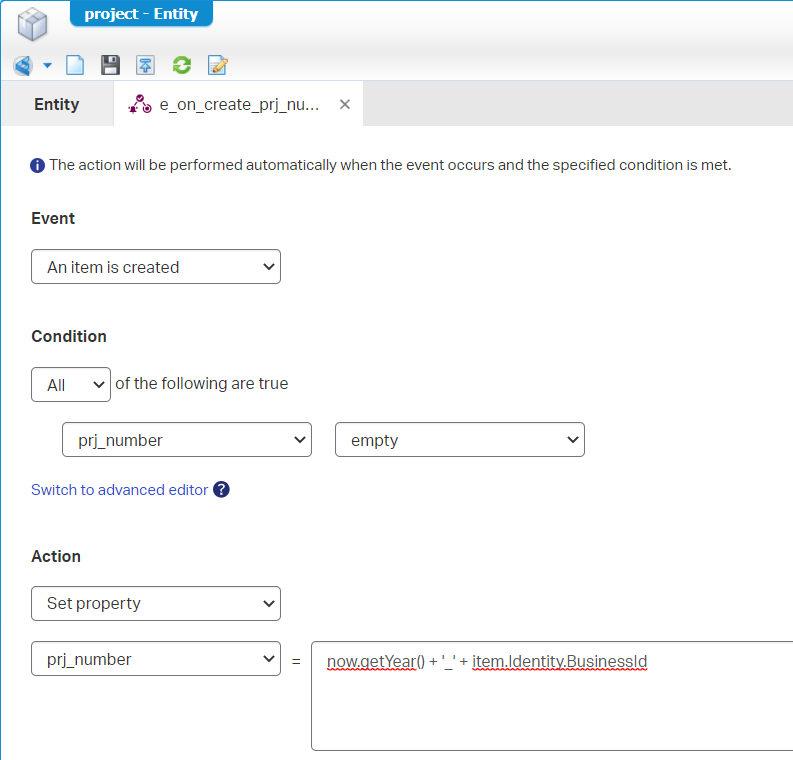 project - Entity
Entity
e_on_create_prj_nu...
The action will be performed automatically when the event occurs and the specified condition is met.
Event
An item is created
Condition
All of the following are true
prj_number empty
Switch to advanced editor ?
Action
Set property
prj_number = now.getYear() + '_' + item.Identity.BusinessId